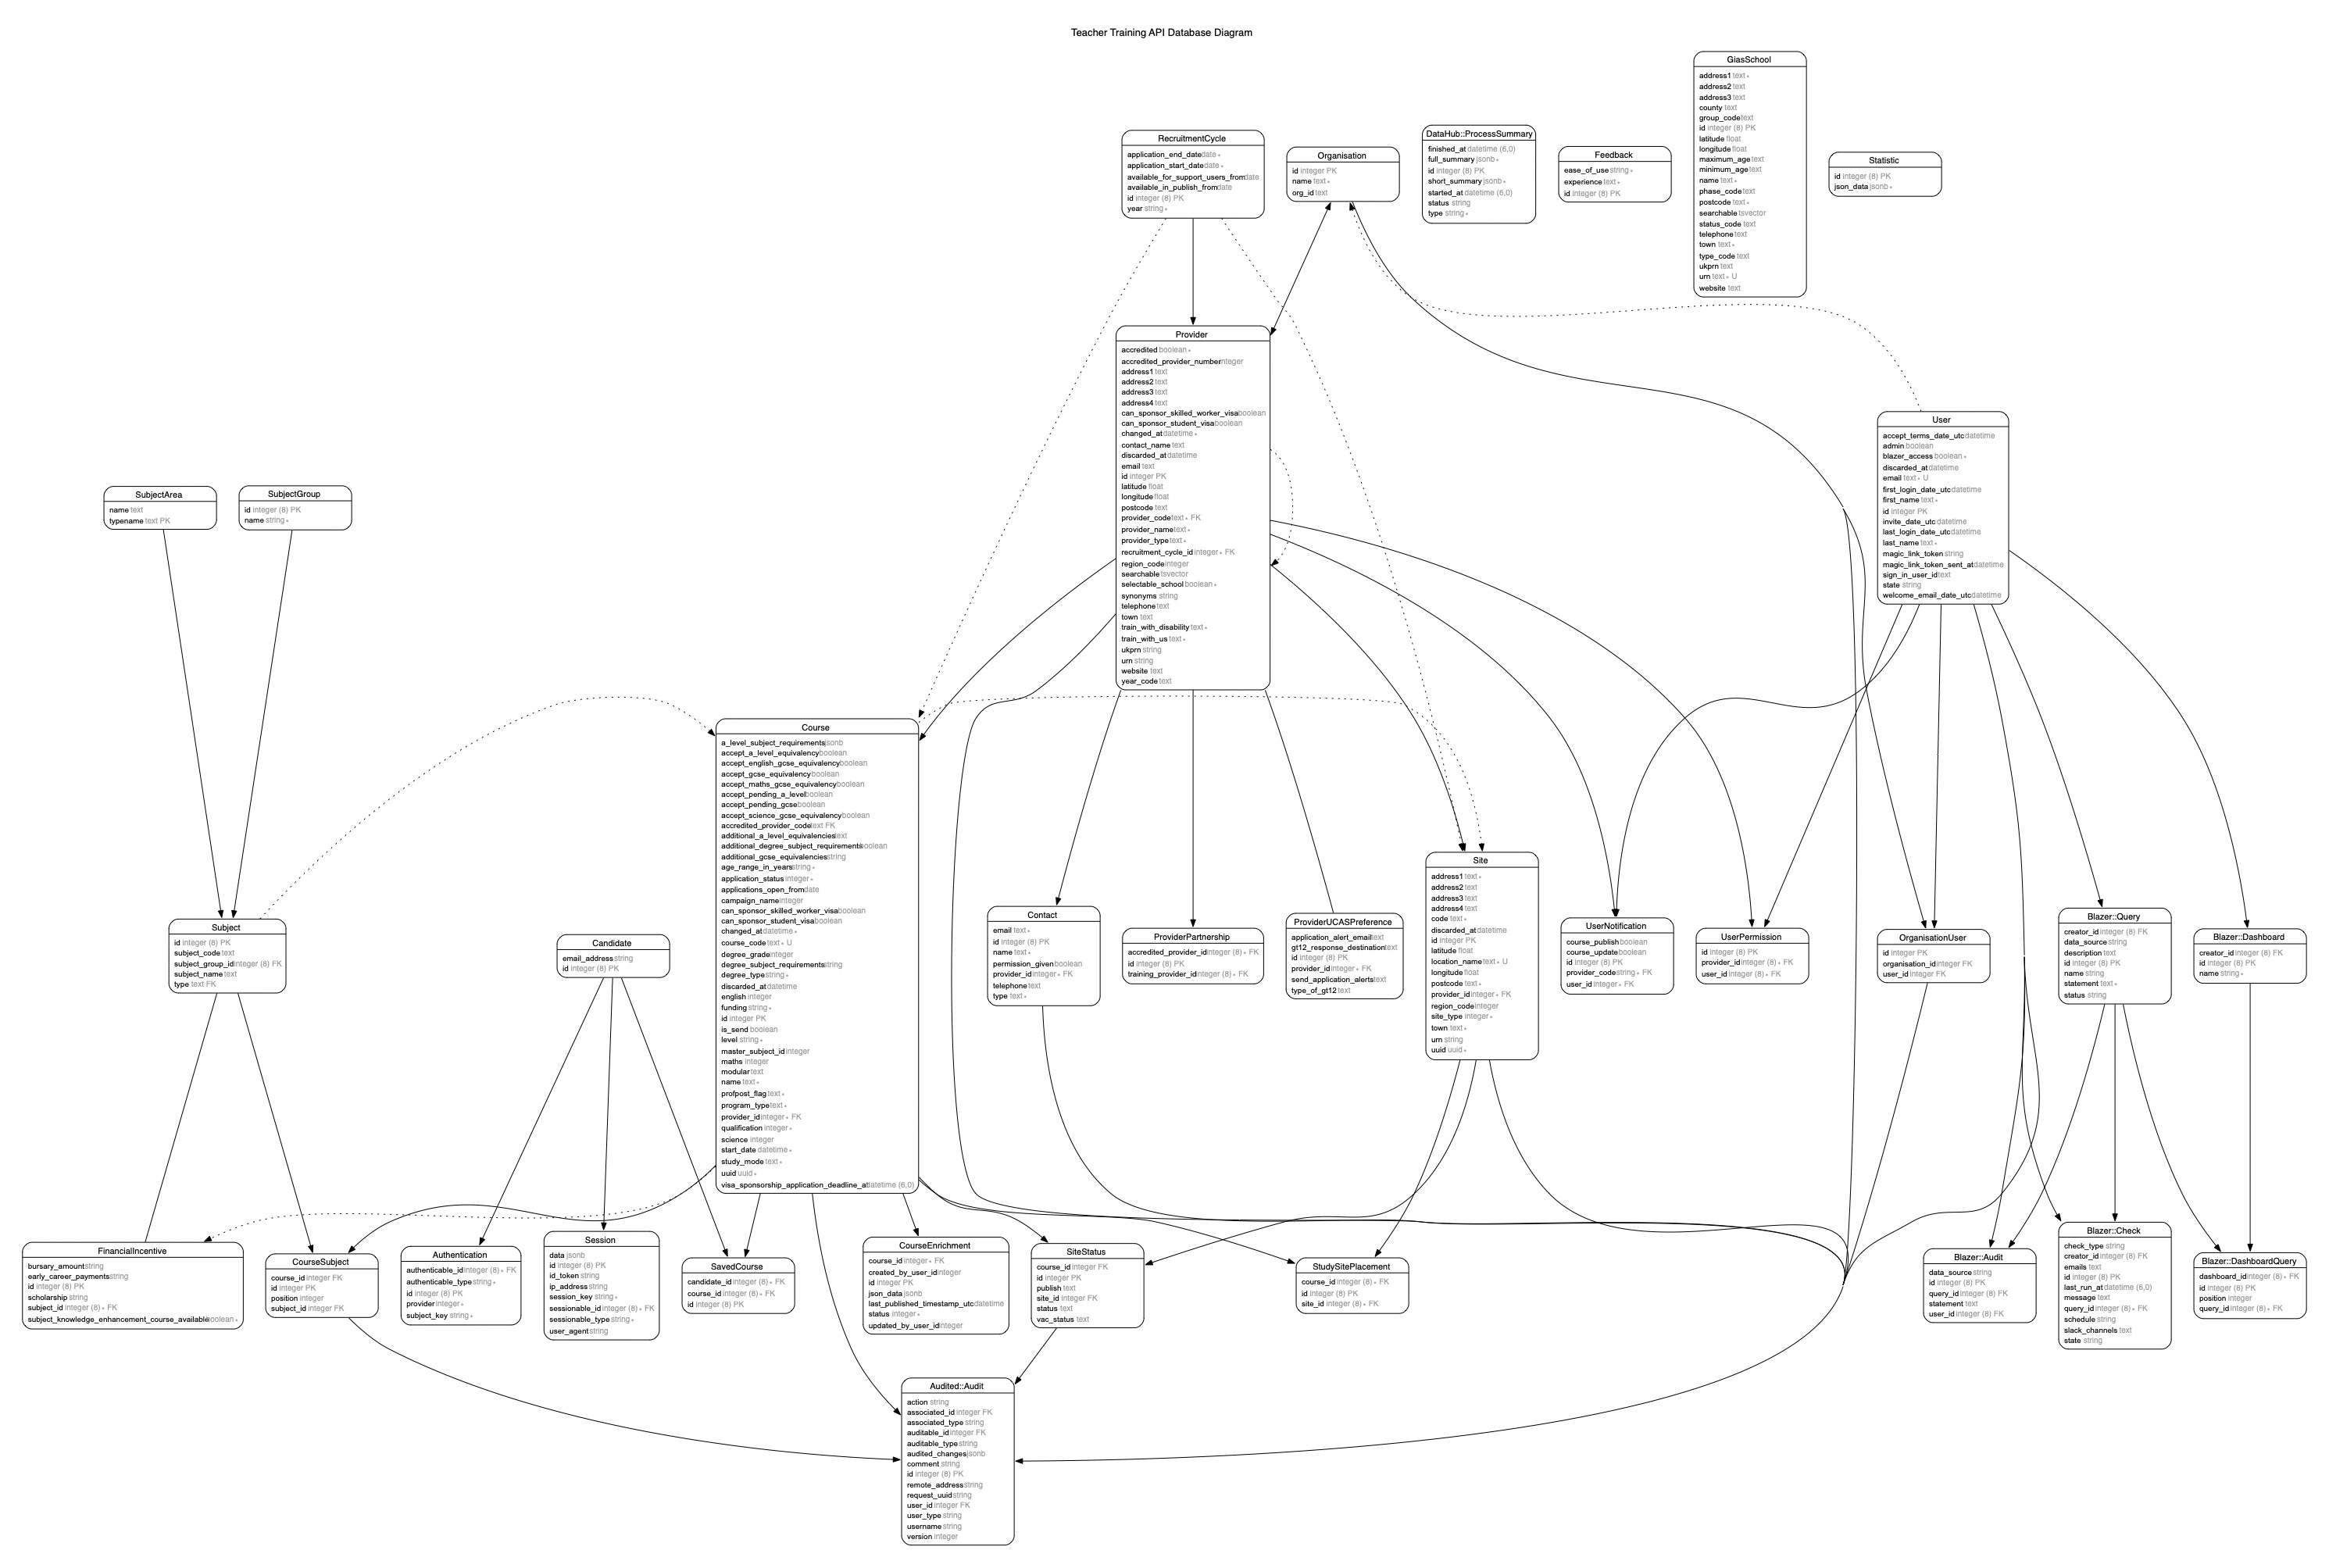 Teacher Training API Database Diagram
GiasSchool
address1 text ∗
address2 text
address3 text
county text
group_code text
id integer (8) PK
latitude float
longitude float
maximum_age text
minimum_age text
name text ∗
phase_code text
postcode text ∗
searchable tsvector
status_code text
telephone text
town text ∗
type_code text
ukprn text
urn text ∗ U
website text
RecruitmentCycle
application_end_date date ∗
application_start_date date ∗
available_for_support_users_from date
available_in_publish_from date
id integer (8) PK
year string ∗
Organisation
id integer PK
name text ∗
org_id text
DataHub::ProcessSummary
finished_at datetime (6,0)
full_summary jsonb ∗
id integer (8) PK
short_summary jsonb ∗
started_at datetime (6,0)
status string
type string ∗
Feedback
ease_of_use string ∗
experience text ∗
id integer (8) PK
Statistic
id integer (8) PK
json_data jsonb ∗
Provider
accredited boolean ∗
accredited_provider_number integer
address1 text
address2 text
address3 text
address4 text
can_sponsor_skilled_worker_visa boolean
can_sponsor_student_visa boolean
changed_at datetime ∗
contact_name text
discarded_at datetime
email text
id integer PK
latitude float
longitude float
postcode text
provider_code text ∗ FK
provider_name text ∗
provider_type text ∗
recruitment_cycle_id integer ∗ FK
region_code integer
searchable tsvector
selectable_school boolean ∗
synonyms string
telephone text
town text
train_with_disability text ∗
train_with_us text ∗
ukprn string
urn string
website text
year_code text
User
accept_terms_date_utc datetime
admin boolean
blazer_access boolean ∗
discarded_at datetime
email text ∗ U
first_login_date_utc datetime
first_name text ∗
id integer PK
invite_date_utc datetime
last_login_date_utc datetime
last_name text ∗
magic_link_token string
magic_link_token_sent_at datetime
sign_in_user_id text
state string
welcome_email_date_utc datetime
SubjectArea
name text
typename text PK
SubjectGroup
id integer (8) PK
name string ∗
Course
a_level_subject_requirements jsonb
accept_a_level_equivalency boolean
accept_english_gcse_equivalency boolean
accept_gcse_equivalency boolean
accept_maths_gcse_equivalency boolean
accept_pending_a_level boolean
accept_pending_gcse boolean
accept_science_gcse_equivalency boolean
accredited_provider_code text FK
additional_a_level_equivalencies text
additional_degree_subject_requirements boolean
additional_gcse_equivalencies string
age_range_in_years string ∗
application_status integer ∗
applications_open_from date
campaign_name integer
can_sponsor_skilled_worker_visa boolean
can_sponsor_student_visa boolean
changed_at datetime ∗
course_code text ∗ U
degree_grade integer
degree_subject_requirements string
degree_type string ∗
discarded_at datetime
english integer
funding string ∗
id integer PK
is_send boolean
level string ∗
master_subject_id integer
maths integer
modular text
name text ∗
profpost_flag text ∗
program_type text ∗
provider_id integer ∗ FK
qualification integer ∗
science integer
start_date datetime ∗
study_mode text ∗
uuid uuid ∗
visa_sponsorship_application_deadline_at datetime (6,0)
Site
address1 text ∗
address2 text
address3 text
address4 text
code text ∗
discarded_at datetime
id integer PK
latitude float
location_name text ∗ U
longitude float
postcode text ∗
provider_id integer ∗ FK
region_code integer
site_type integer ∗
town text ∗
urn string
uuid uuid ∗
Subject
id integer (8) PK
subject_code text
subject_group_id integer (8) FK
subject_name text
type text FK
Candidate
email_address string
id integer (8) PK
Contact
email text ∗
id integer (8) PK
name text ∗
permission_given boolean
provider_id integer ∗ FK
telephone text
type text ∗
ProviderPartnership
accredited_provider_id integer (8) ∗ FK
id integer (8) PK
training_provider_id integer (8) ∗ FK
ProviderUCASPreference
application_alert_email text
gt12_response_destination text
id integer (8) PK
provider_id integer ∗ FK
send_application_alerts text
type_of_gt12 text
UserNotification
course_publish boolean
course_update boolean
id integer (8) PK
provider_code string ∗ FK
user_id integer ∗ FK
UserPermission
id integer (8) PK
provider_id integer (8) ∗ FK
user_id integer (8) ∗ FK
OrganisationUser
id integer PK
organisation_id integer FK
user_id integer FK
Blazer::Query
creator_id integer (8) FK
data_source string
description text
id integer (8) PK
name string
statement text ∗
status string
Blazer::Dashboard
creator_id integer (8) FK
id integer (8) PK
name string ∗
FinancialIncentive
bursary_amount string
early_career_payments string
id integer (8) PK
scholarship string
subject_id integer (8) ∗ FK
subject_knowledge_enhancement_course_available boolean ∗
CourseSubject
course_id integer FK
id integer PK
position integer
subject_id integer FK
Authentication
authenticable_id integer (8) ∗ FK
authenticable_type string ∗
id integer (8) PK
provider integer ∗
subject_key string ∗
Session
data jsonb
id integer (8) PK
id_token string
ip_address string
session_key string ∗
sessionable_id integer (8) ∗ FK
sessionable_type string ∗
user_agent string
SavedCourse
candidate_id integer (8) ∗ FK
course_id integer (8) ∗ FK
id integer (8) PK
CourseEnrichment
course_id integer ∗ FK
created_by_user_id integer
id integer PK
json_data jsonb
last_published_timestamp_utc datetime
status integer ∗
updated_by_user_id integer
SiteStatus
course_id integer FK
id integer PK
publish text
site_id integer FK
status text
vac_status text
StudySitePlacement
course_id integer (8) ∗ FK
id integer (8) PK
site_id integer (8) ∗ FK
Blazer::Audit
data_source string
id integer (8) PK
query_id integer (8) FK
statement text
user_id integer (8) FK
Blazer::Check
check_type string
creator_id integer (8) FK
emails text
id integer (8) PK
last_run_at datetime (6,0)
message text
query_id integer (8) ∗ FK
schedule string
slack_channels text
state string
Blazer::DashboardQuery
dashboard_id integer (8) ∗ FK
id integer (8) PK
position integer
query_id integer (8) ∗ FK
Audited::Audit
action string
associated_id integer FK
associated_type string
auditable_id integer FK
auditable_type string
audited_changes jsonb
comment string
id integer (8) PK
remote_address string
request_uuid string
user_id integer FK
user_type string
username string
version integer